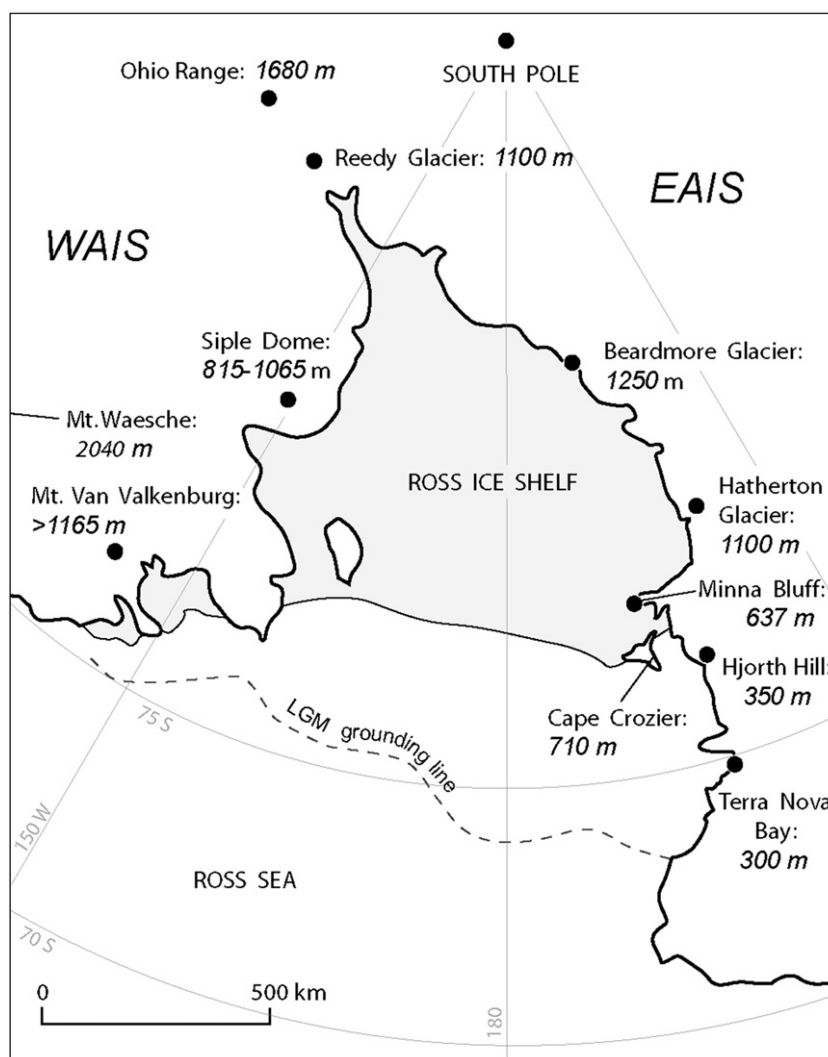 Ohio Range: 1680 m
SOUTH POLE
Reedy Glacier: 1100 m
EAIS
WAIS
Siple Dome:
815-1065 m
Beardmore Glacier:
1250 m
Mt. Waesche:
2040 m
ROSS ICE SHELF
Mt. Van Valkenburg:
>1165 m
Hatherton
Glacier:
1100 m
Minna Bluff:
637 m
Hjorth Hill:
350 m
Cape Crozier:
710 m
75 S
LGM grounding line
Terra Nova
Bay:
300 m
150 W
ROSS SEA
70 S
0 500 km
180